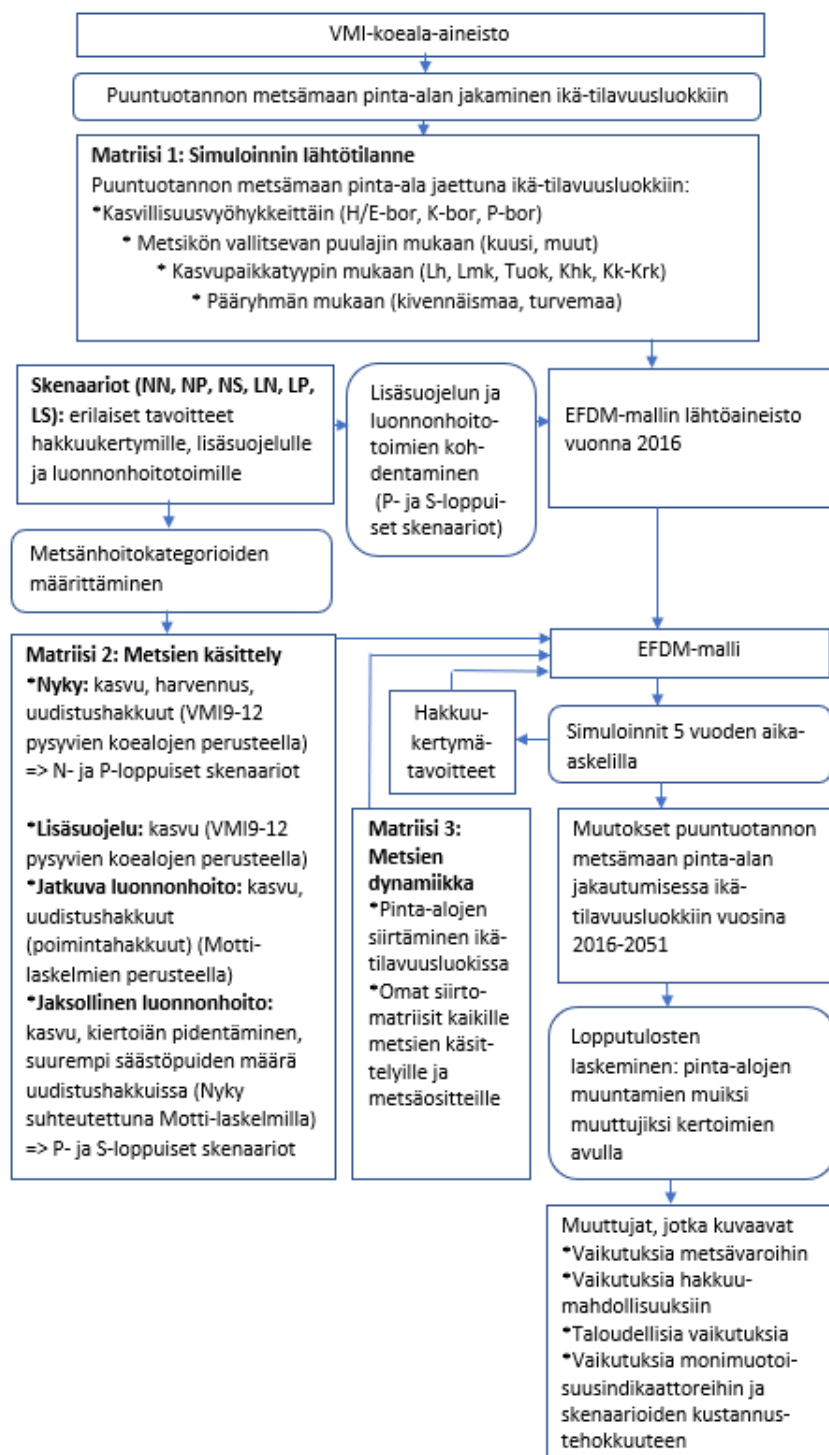 VMI-koeala-aineisto
Puuntuotannon metsämaan pinta-alan jakaminen ikä-tilavuusluokkiin
Matriisi 1: Simuloinnin lähtötilanne
Puuntuotannon metsämaan pinta-ala jaettuna ikä-tilavuusluokkiin:
*Kasvillisuusvyöhykkeittäin (H/E-bor, K-bor, P-bor)
* Metsikön vallitsevan puulajin mukaan (kuusi, muut)
* Kasvupaikkatyypin mukaan (Lh, Lmk, Tuok, Khk, Kk-Krk)
* Pääryhmän mukaan (kivennäismaa, turvemaa)
Skenaariot (NN, NP, NS, LN, LP,
LS): erilaiset tavoitteet
hakkuukertymille, lisäsuojelulle
ja luonnonhoitotoimille
Lisäsuojelun ja
luonnonhoito-
toimien koh-
dentaminen
(P- ja S-loppui-
set skenaariot)
EFDM-mallin lähtöaineisto
vuonna 2016
Metsänhoitokategorioiden
määrittäminen
Matriisi 2: Metsien käsittely
*Nyky: kasvu, harvennus,
uudistushakkuut (VMI9-12
pysyvien koealojen perusteella)
=> N- ja P-loppuiset skenaariot
*Lisäsuojelu: kasvu (VMI9-12
pysyvien koealojen perusteella)
*Jatkuva luonnonhoito: kasvu,
uudistushakkuut
(poimintahakkuut) (Motti-
laskelmien perusteella)
*Jaksollinen luonnonhoito:
kasvu, kiertoiän pidentäminen,
suurempi säästöpuiden määrä
uudistushakkuissa (Nyky
suhteutettuna Motti-laskelmilla)
=> P- ja S-loppuiset skenaariot
EFDM-malli
Hakkuu-
kertymä-
tavoitteet
Simuloinnit 5 vuoden aika-
askelilla
Matriisi 3:
Metsien
dynamiikka
*Pinta-alojen
siirtäminen ikä-
tilavuusluokissa
*Omat siirto-
matriisit kaikille
metsien käsit-
telyille ja
metsäositteille
Muutokset puuntuotannon
metsämaan pinta-alan
jakautumisessa ikä-
tilavuusluokkiin vuosina
2016-2051
Lopputulosten
laskeminen: pinta-alojen
muuntamien muiksi
muuttujiksi kertoimien
avulla
Muuttujat, jotka kuvaavat
*Vaikutuksia metsävaroihin
*Vaikutuksia hakkuu-
mahdollisuuksiin
*Taloudellisia vaikutuksia
*Vaikutuksia monimuotoi-
suusindikaattoreihin ja
skenaarioiden kustannus-
tehokkuuteen